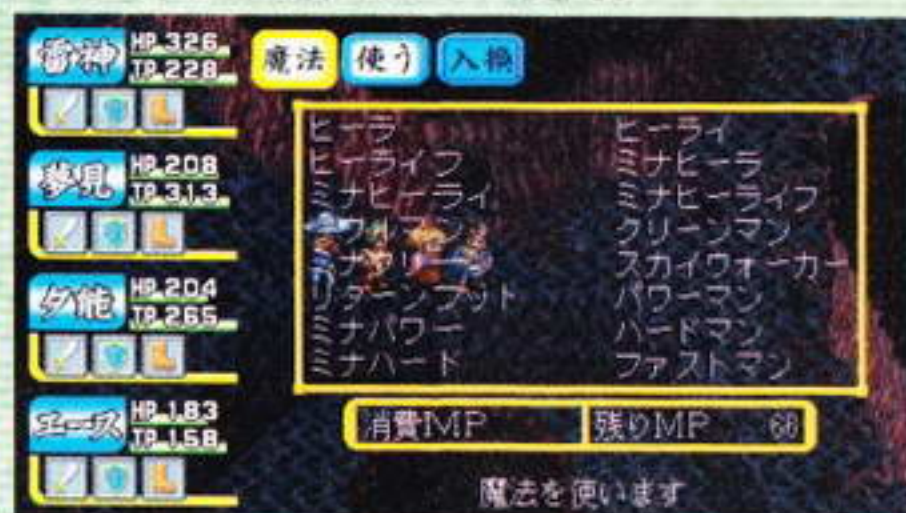 雷神 HP 326
TP 228
魔法 使う 入換
夢見 HP 208
TP 313
夕能 HP 204
TP 265
エース HP 183
TP 158
ヒーラ ヒーライ
ヒーライフ ミナヒーラ
ミナヒーライ ミナヒーライフ
クリーンマン
スカイウォーカー
リターンフット パワーマン
ミナパワー ハードマン
ミナハード ファストマン
消費MP 残りMP 68
魔法を使います